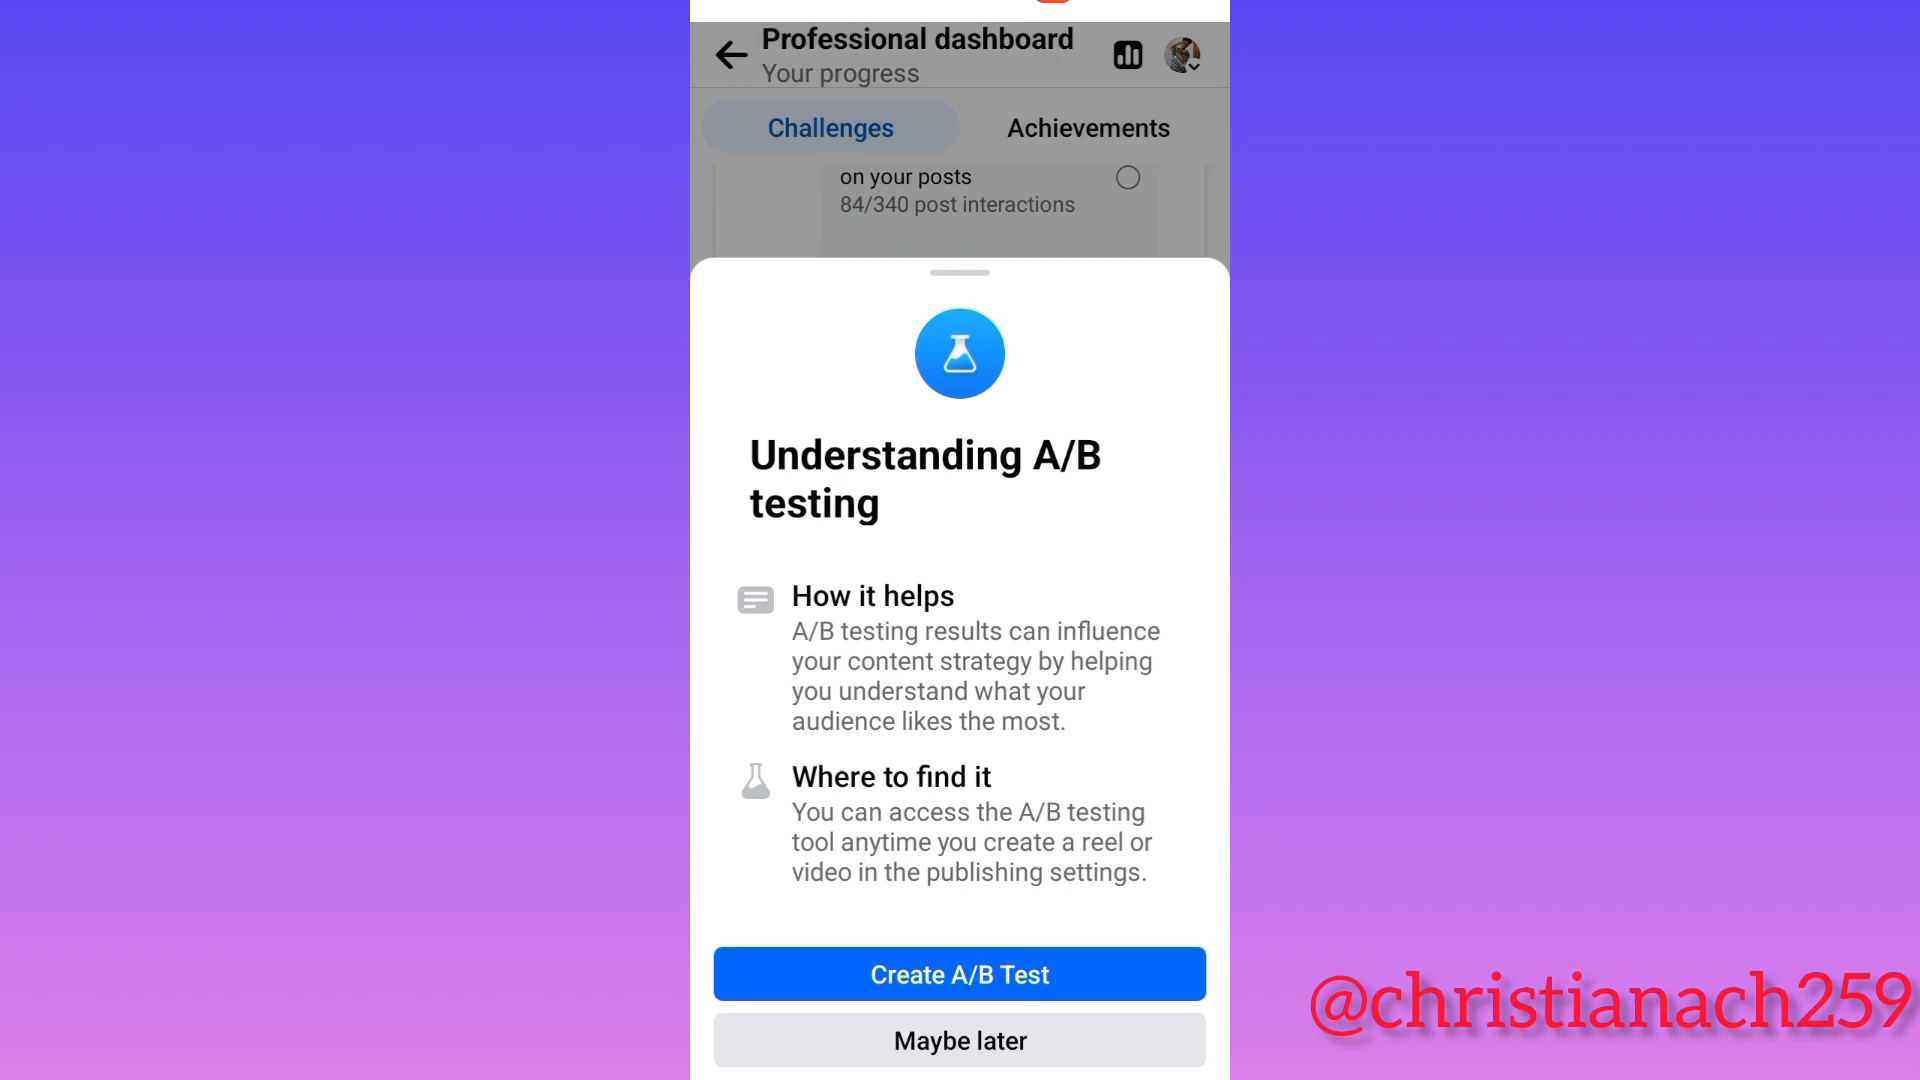 Professional dashboard
Your progress
Challenges
Achievements
on your posts
84/340 post interactions
Understanding A/B
testing
How it helps
A/B testing results can influence
your content strategy by helping
you understand what your
audience likes the most.
Where to find it
You can access the A/B testing
tool anytime you create a reel or
video in the publishing settings.
Create A/B Test
Maybe later
@christianach259